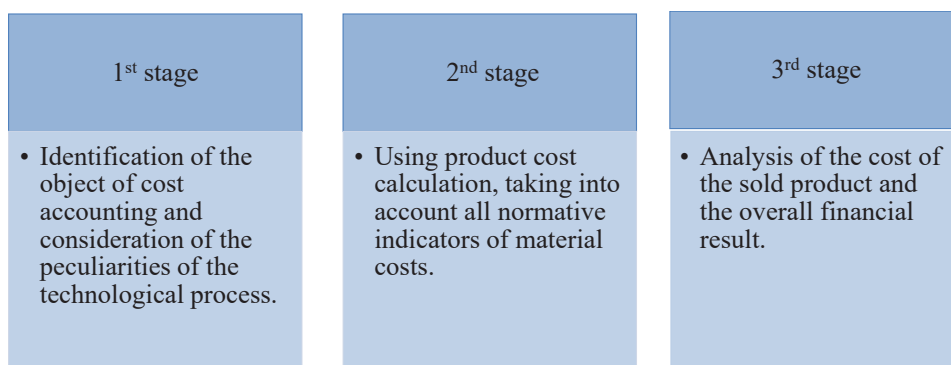 1st stage
• Identification of the
object of cost
accounting and
consideration of the
peculiarities of the
technological process.
2nd stage
• Using product cost
calculation, taking into
account all normative
indicators of material
costs.
3rd stage
• Analysis of the cost of
the sold product and
the overall financial
result.